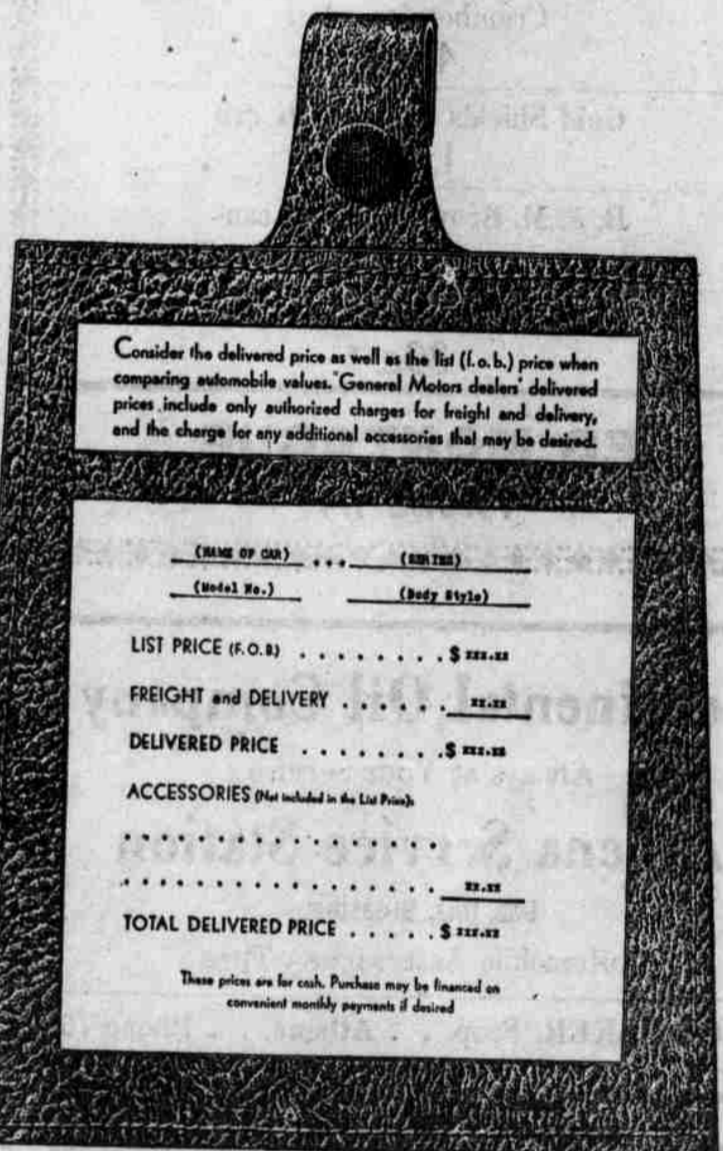 Consider the delivered price as well as the list (f.o.b.) price when
comparing automobile values. General Motors dealers' delivered
prices include only authorized charges for freight and delivery,
and the charge for any additional accessories that may be desired.
(NAME OF CAR) ... (SERIES)
(Model No.) (Body Style)
LIST PRICE (F.O.B.) . . . . . . . . $ xxx.xx
FREIGHT and DELIVERY . . . . . . xx.xx
DELIVERED PRICE . . . . . . . . $ xxx.xx
ACCESSORIES (Not included in the List Price).
. . . . . . . . . . . . . . . . .
. . . . . . . . . . . . . . . . . xx.xx
TOTAL DELIVERED PRICE . . . . . $ xxx.xx
These prices are for cash. Purchase may be financed on
convenient monthly payments if desired